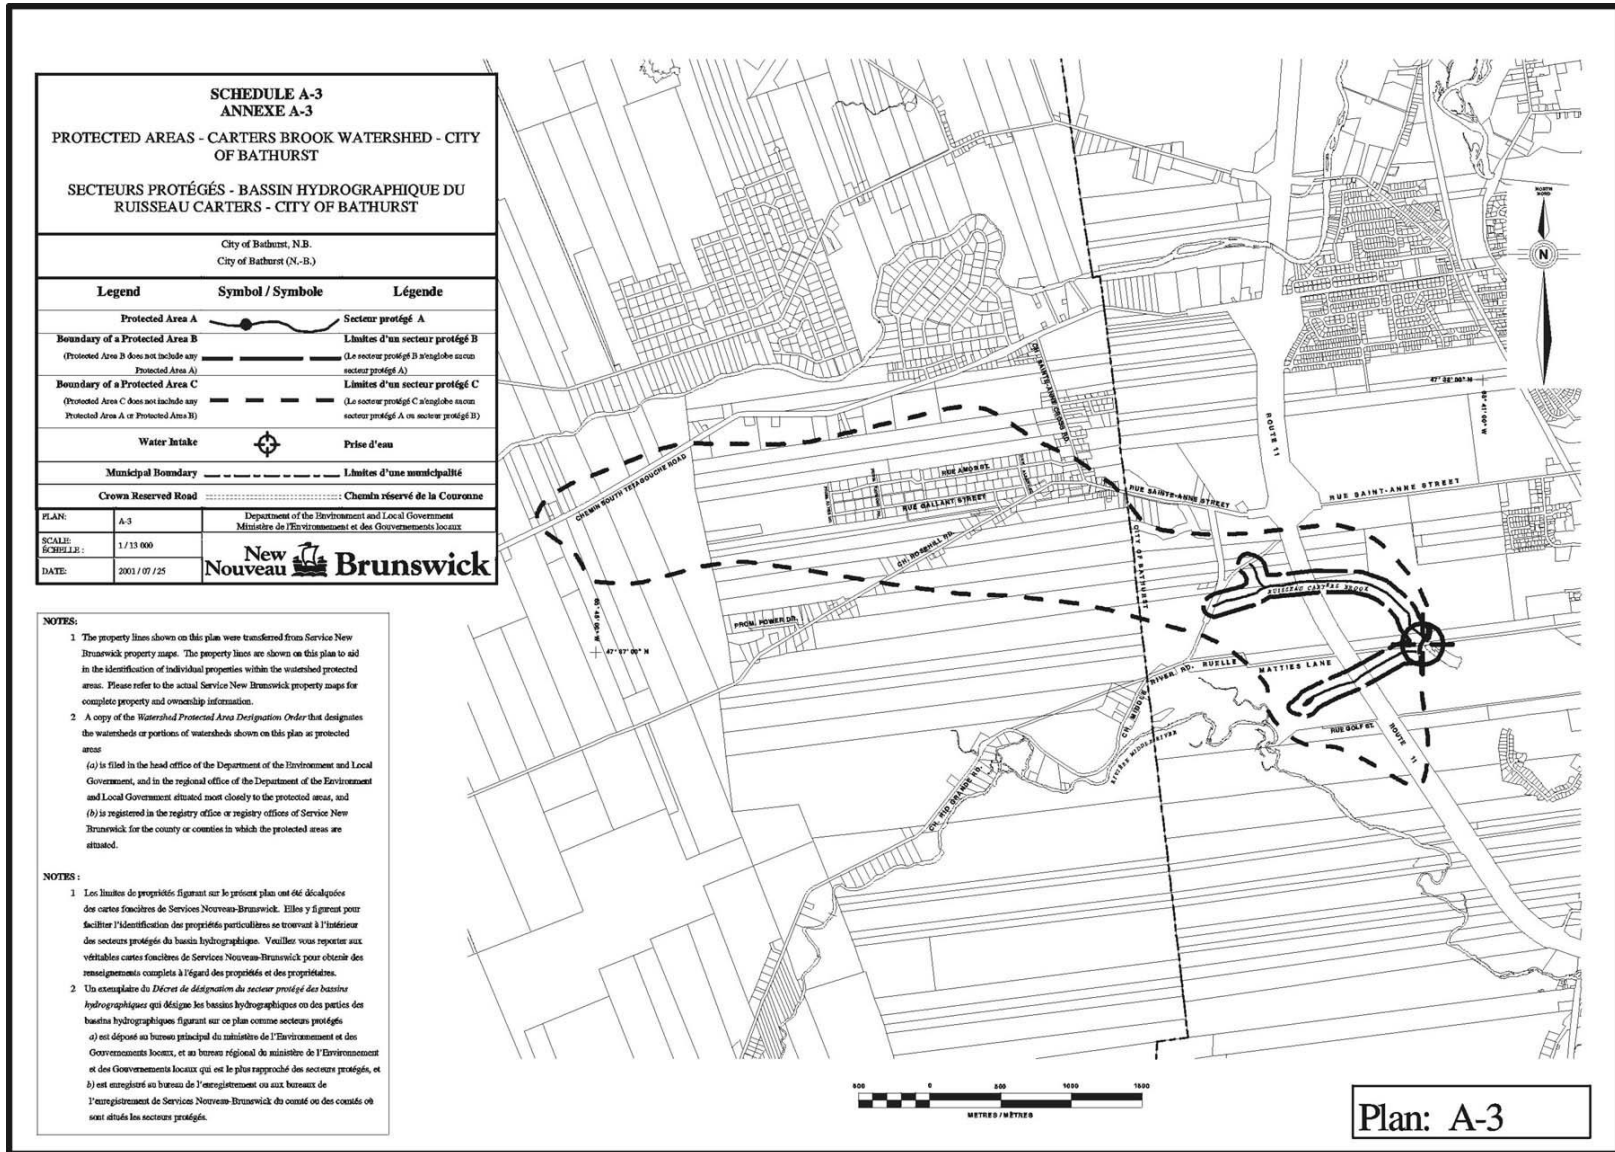 SCHEDULE A-3
ANNEXE A-3
PROTECTED AREAS - CARTERS BROOK WATERSHED - CITY
OF BATHURST
SECTEURS PROTÉGÉS - BASSIN HYDROGRAPHIQUE DU
RUISSEAU CARTERS - CITY OF BATHURST
City of Bathurst, N.B.
City of Bathurst (N.-B.)
Legend Symbol / Symbole Légende
Protected Area A Secteur protégé A
Boundary of a Protected Area B Limites d'un secteur protégé B
(Protected Area B does not include any (Le secteur protégé B n'englobe aucun
Protected Area A) secteur protégé A)
Boundary of a Protected Area C Limites d'un secteur protégé C
(Protected Area C does not include any (Le secteur protégé C n'englobe aucun
Protected Area A or Protected Area B) secteur protégé A ou secteur protégé B)
Water Intake Prise d'eau
Municipal Boundary Limites d'une municipalité
Crown Reserved Road Chemin réservé de la Couronne
PLAN: A-3
Department of the Environment and Local Government
Ministère de l'Environnement et des Gouvernements locaux
SCALE:
ÉCHELLE : 1 / 13 000
DATE: 2001 / 07 / 25
New
Nouveau Brunswick
NOTES:
1 The property lines shown on this plan were transferred from Service New
Brunswick property maps. The property lines are shown on this plan to aid
in the identification of individual properties within the watershed protected
areas. Please refer to the actual Service New Brunswick property maps for
complete property and ownership information.
2 A copy of the Watershed Protected Area Designation Order that designates
the watersheds or portions of watersheds shown on this plan as protected
areas
(a) is filed in the head office of the Department of the Environment and Local
Government, and in the regional office of the Department of the Environment
and Local Government situated most closely to the protected areas, and
(b) is registered in the registry office or registry offices of Service New
Brunswick for the county or counties in which the protected areas are
situated.
NOTES :
1 Les limites de propriétés figurant sur le présent plan ont été décalquées
des cartes foncières de Services Nouveau-Brunswick. Elles y figurent pour
faciliter l'identification des propriétés particulières se trouvant à l'intérieur
des secteurs protégés du bassin hydrographique. Veuillez vous reporter aux
véritables cartes foncières de Services Nouveau-Brunswick pour obtenir des
renseignements complets à l'égard des propriétés et des propriétaires.
2 Un exemplaire du Décret de désignation du secteur protégé des bassins
hydrographiques qui désigne les bassins hydrographiques ou des parties des
bassins hydrographiques figurant sur ce plan comme secteurs protégés
a) est déposé au bureau principal du ministère de l'Environnement et des
Gouvernements locaux, et au bureau régional du ministère de l'Environnement
et des Gouvernements locaux qui est le plus rapproché des secteurs protégés, et
b) est enregistré au bureau de l'enregistrement ou aux bureaux de
l'enregistrement de Services Nouveau-Brunswick du comté ou des comtés où
sont situés les secteurs protégés.
NORTH
NORD
N
CH. SAINTE-ANNE CROSS RD.
ROUTE 11
CHEMIN SOUTH TETAGOUCHE ROAD
RUE AMOR ST.
RUE GALLANT STREET
RUE SAINTE-ANNE STREET
RUE SAINT-ANNE STREET
CH. ROSEHILL RD.
CITY OF BATHURST
RUISSEAU CARTERS BROOK
PROM. POWER DR.
47° 37' 00" N
CH. MIDDLE RIVER RD.
RUELLE MATTIES LANE
RIVIÈRE MIDDLE RIVER
RUE GOLF ST.
ROUTE 11
CH. RIO GRANDE RD.
500 0 500 1000 1500
METRES / MÈTRES
Plan: A-3